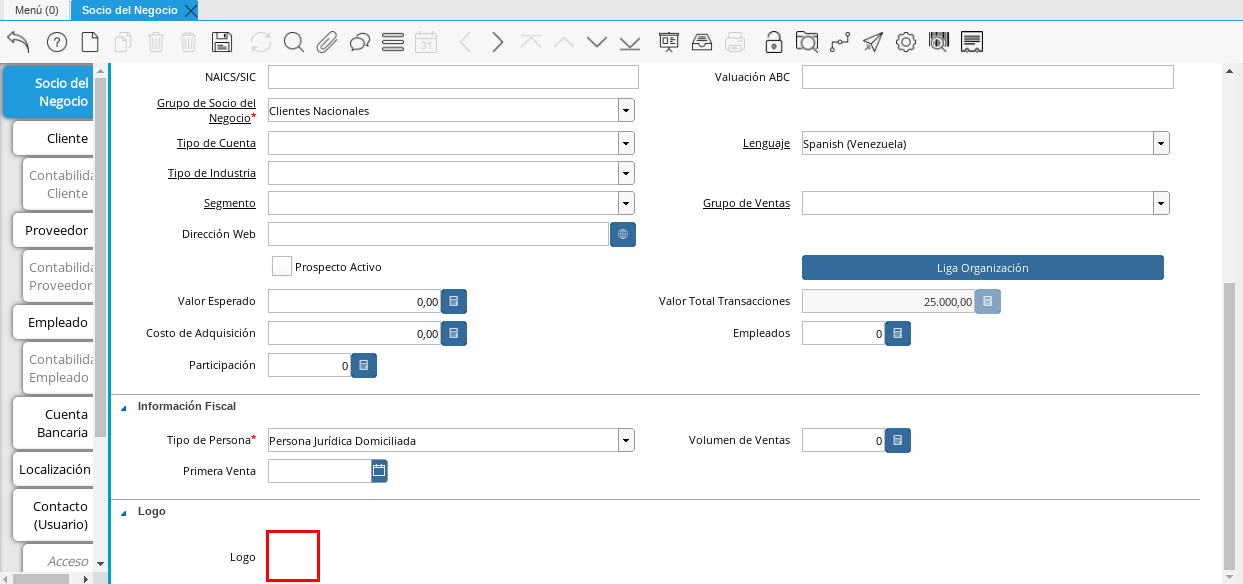 Menú (0)
Socio del Negocio
31
Socio del
Negocio
Cliente
Contabilida
Cliente
Proveedor
Contabilida
Proveedor
Empleado
Contabilida
Empleado
Cuenta
Bancaria
Localización
Contacto
(Usuario)
Acceso
NAICS/SIC
Valuación ABC
Grupo de Socio del
Negocio*
Clientes Nacionales
Tipo de Cuenta
Lenguaje
Spanish (Venezuela)
Tipo de Industria
Segmento
Grupo de Ventas
Dirección Web
Prospecto Activo
Liga Organización
Valor Esperado
0,00
Valor Total Transacciones
25.000,00
Costo de Adquisición
0,00
Empleados
0
Participación
0
Información Fiscal
Tipo de Persona*
Persona Jurídica Domiciliada
Volumen de Ventas
0
Primera Venta
Logo
Logo